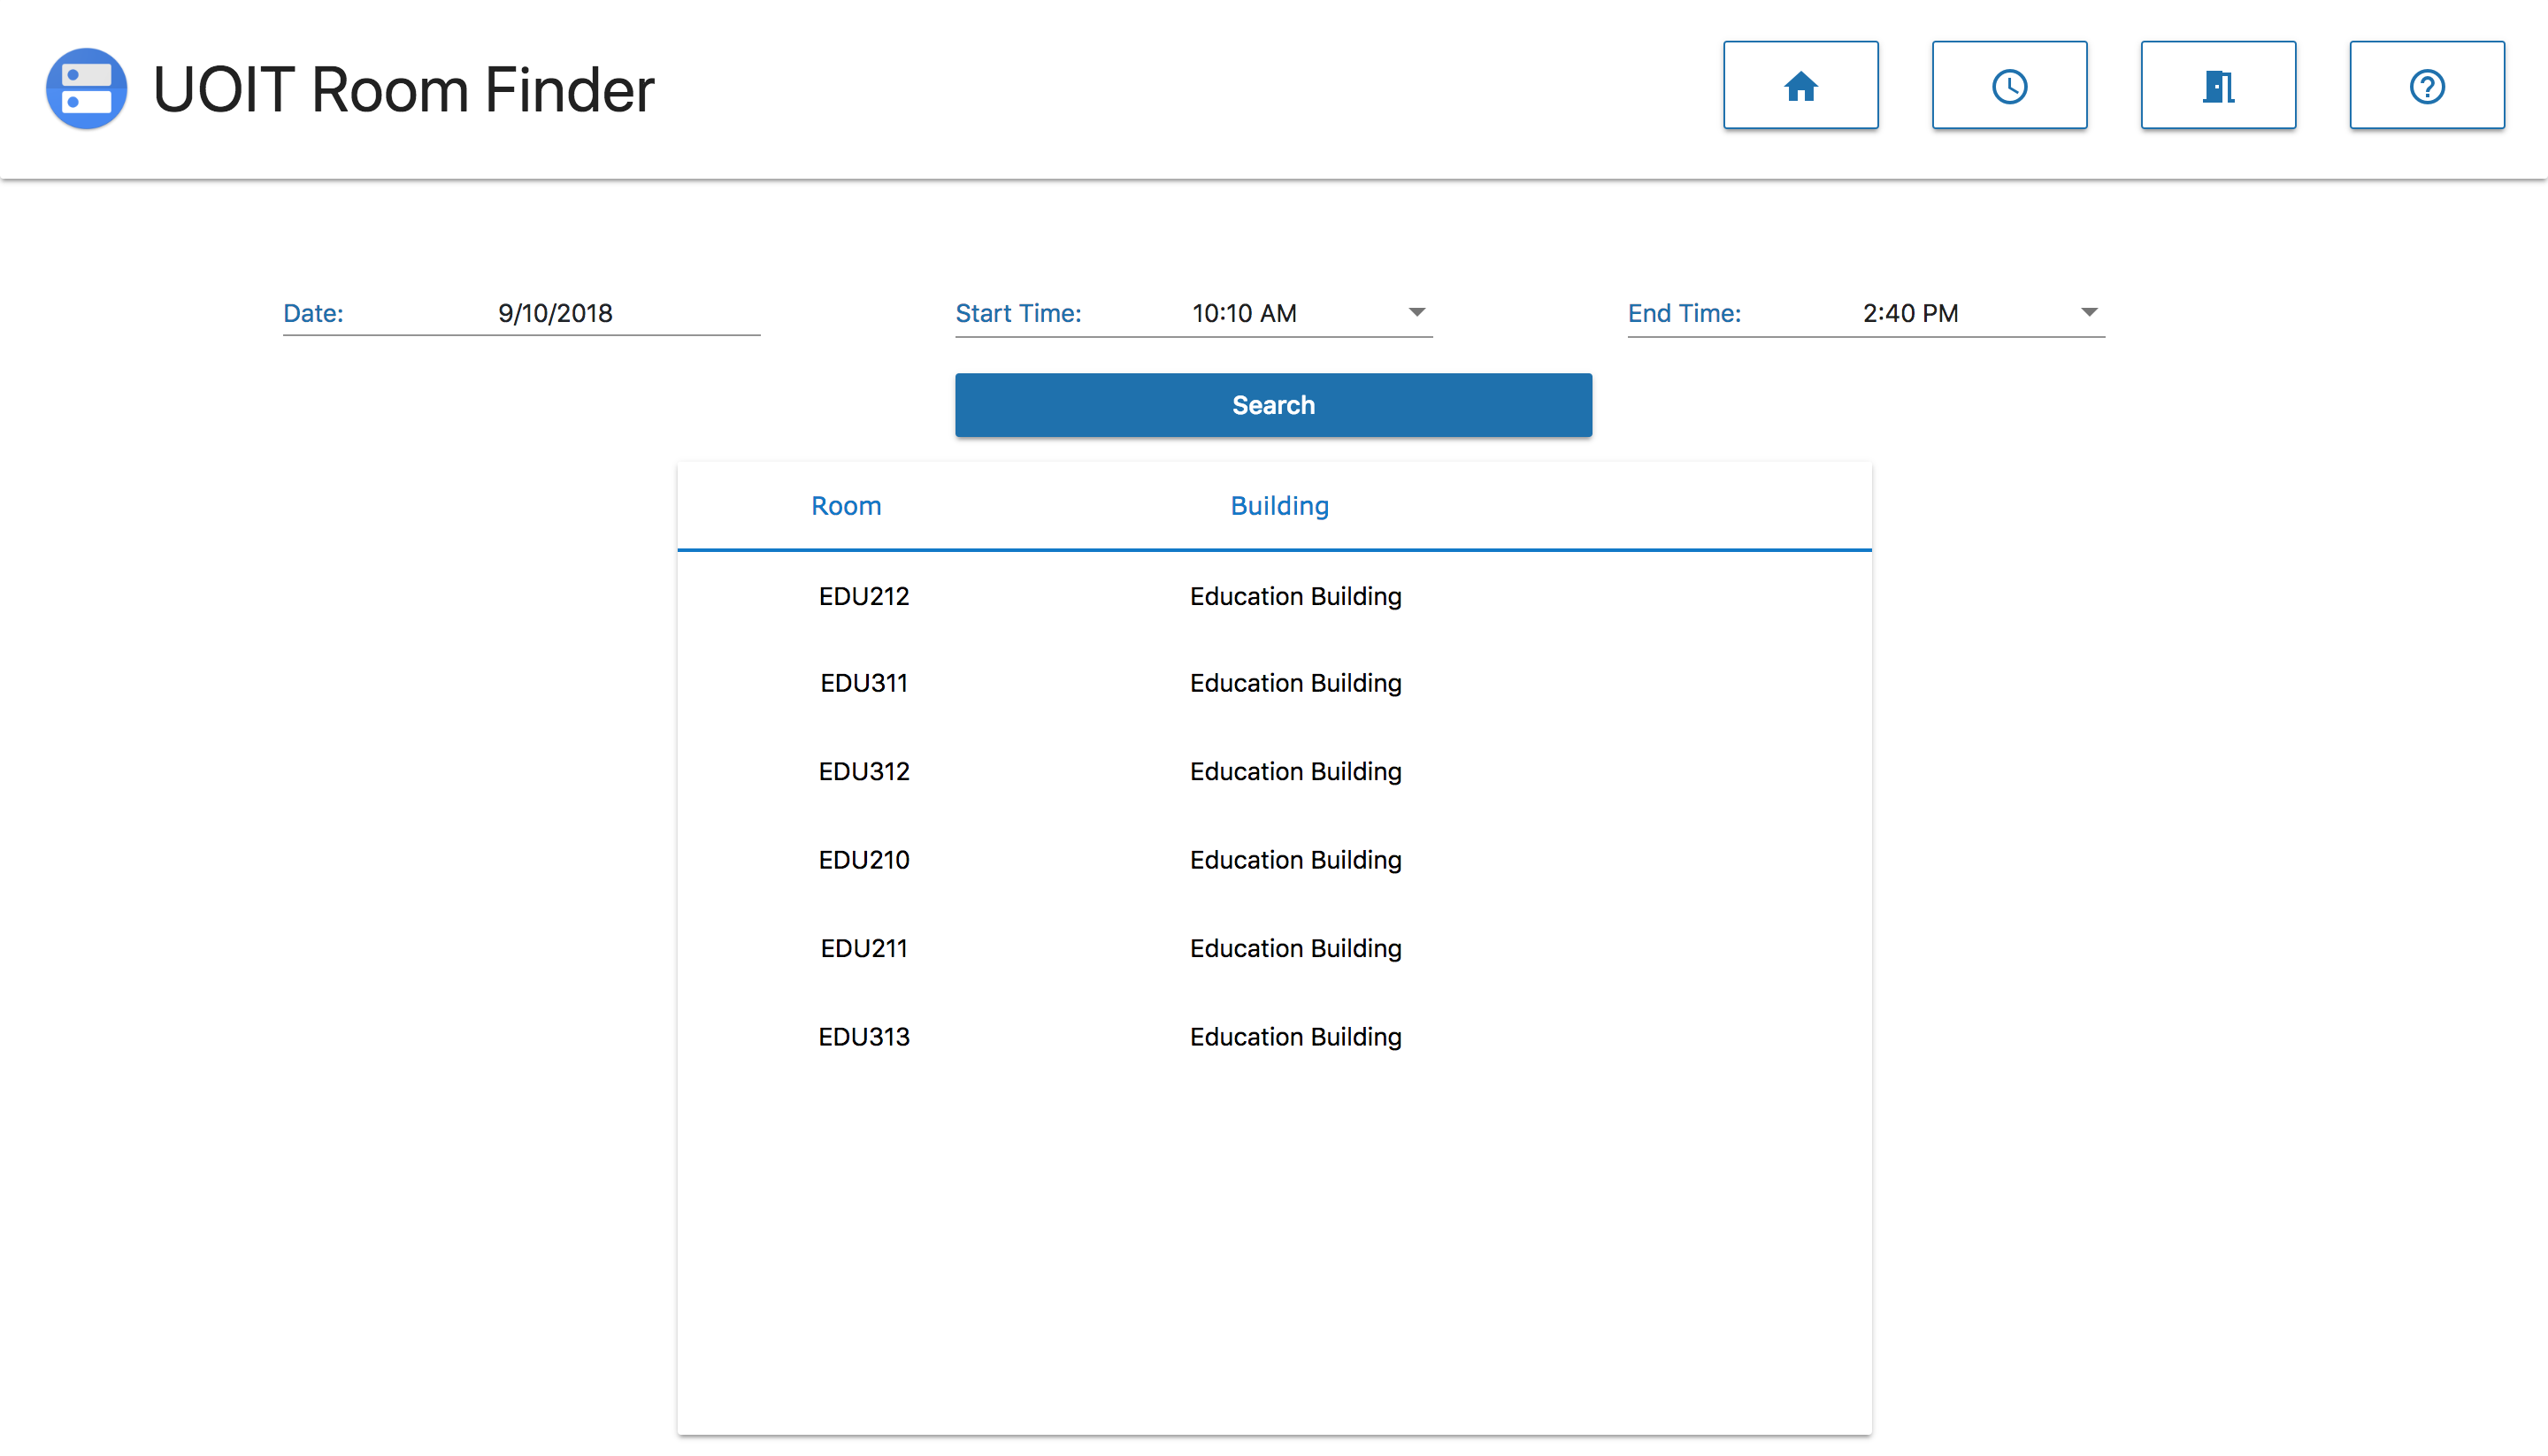 UOIT Room Finder
Date: 9/10/2018 Start Time: 10:10 AM End Time: 2:40 PM
Search
Room Building
EDU212 Education Building
EDU311 Education Building
EDU312 Education Building
EDU210 Education Building
EDU211 Education Building
EDU313 Education Building